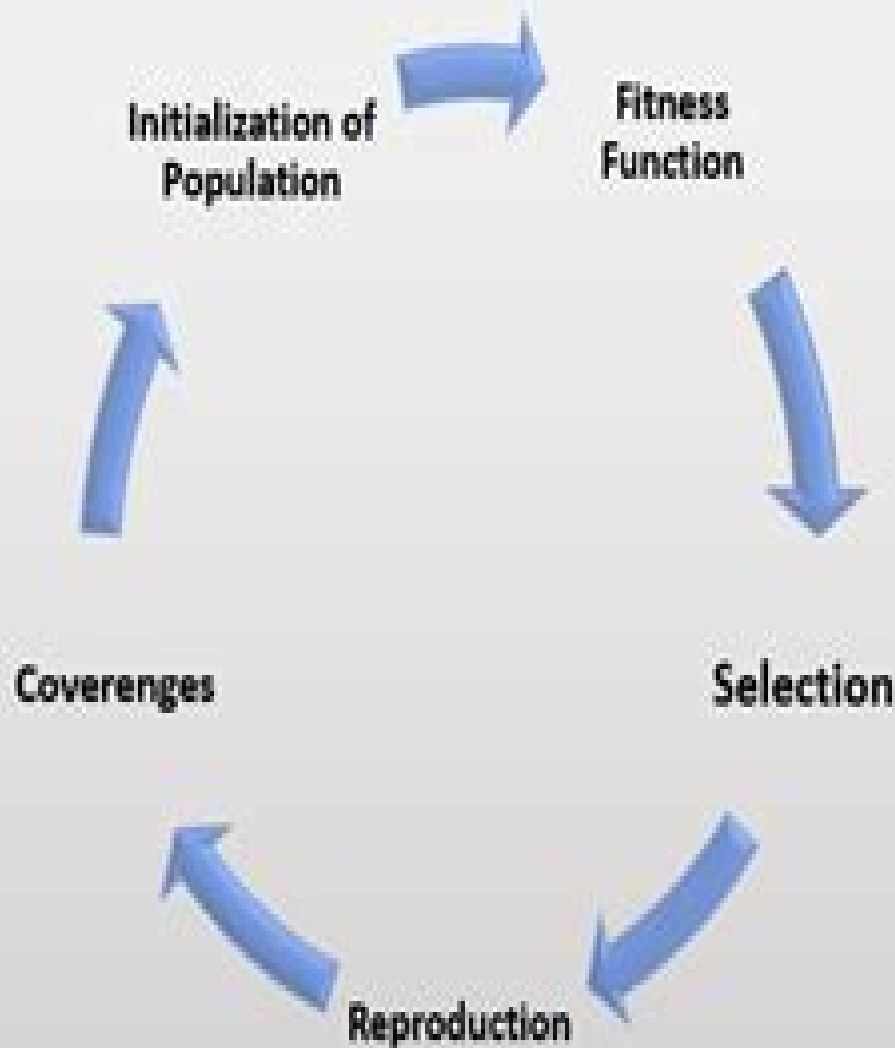 Initialization of
Population
Fitness
Function
Selection
Reproduction
Coverenges